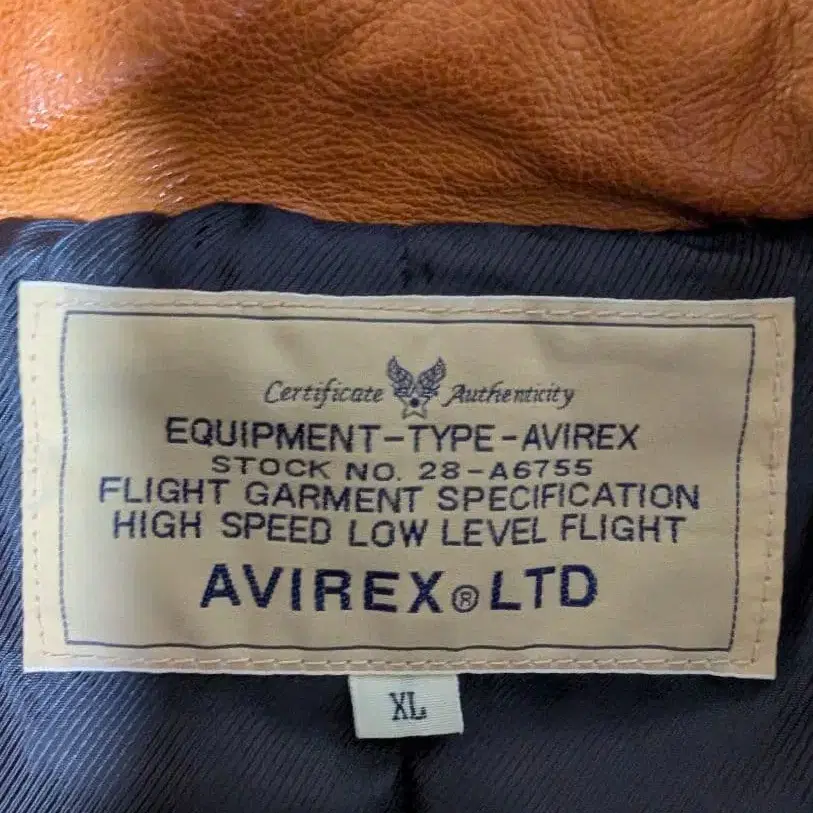 Certificate Authenticity
EQUIPMENT-TYPE-AVIREX
STOCK NO. 28-A6755
FLIGHT GARMENT SPECIFICATION
HIGH SPEED LOW LEVEL FLIGHT
AVIREX®LTD
XL